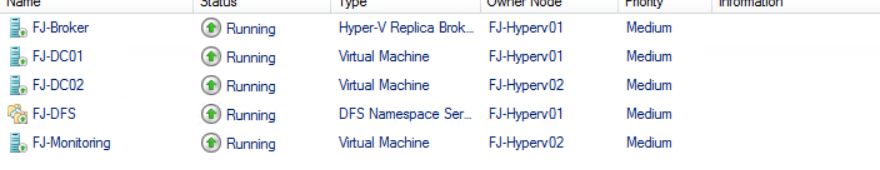 Name Status Type Owner Node Priority Information
FJ-Broker Running Hyper-V Replica Brok... FJ-Hyperv01 Medium
FJ-DC01 Running Virtual Machine FJ-Hyperv01 Medium
FJ-DC02 Running Virtual Machine FJ-Hyperv02 Medium
FJ-DFS Running DFS Namespace Ser... FJ-Hyperv01 Medium
FJ-Monitoring Running Virtual Machine FJ-Hyperv02 Medium